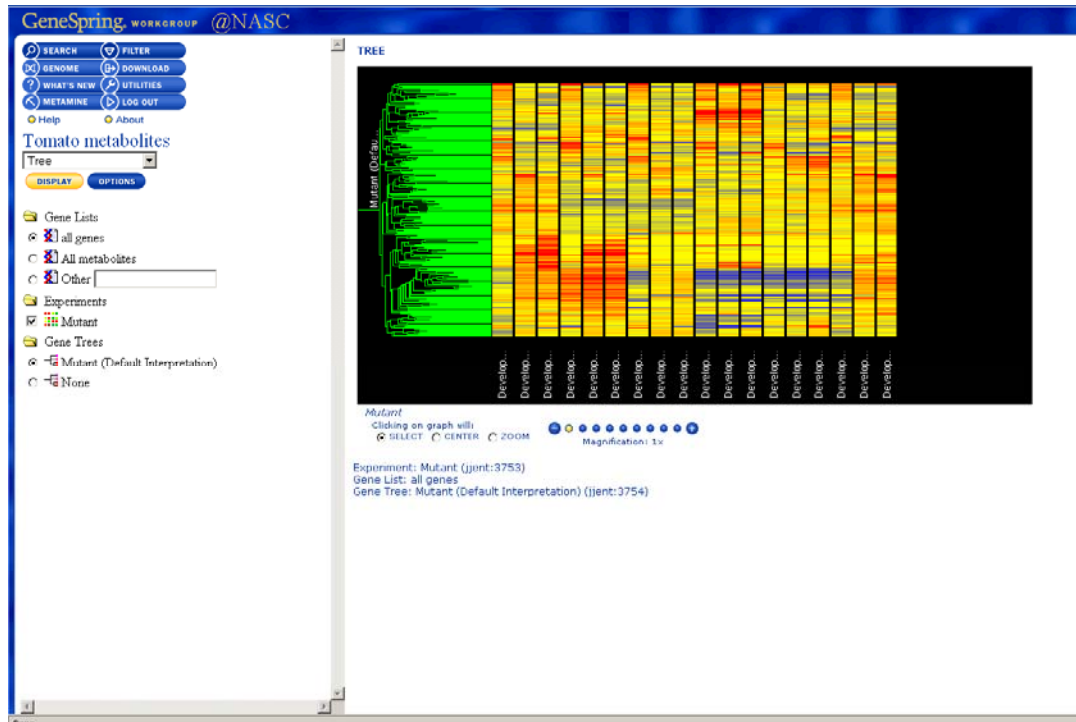 GeneSpring. WORKGROUP @NASC
SEARCH FILTER
GENOME DOWNLOAD
WHAT'S NEW UTILITIES
METAMINE LOG OUT
Help About
Tomato metabolites
Tree
DISPLAY OPTIONS
Gene Lists
all genes
All metabolites
Other
Experiments
Mutant
Gene Trees
Mutant (Default Interpretation)
None
TREE
Mutant (Defau...
Develop... Develop... Develop... Develop... Develop... Develop... Develop... Develop... Develop... Develop... Develop... Develop... Develop... Develop... Develop... Develop... Develop... Develop...
Mutant
Clicking on graph will:
SELECT CENTER ZOOM
Magnification: 1x
Experiment: Mutant (jjent:3753)
Gene List: all genes
Gene Tree: Mutant (Default Interpretation) (jjent:3754)